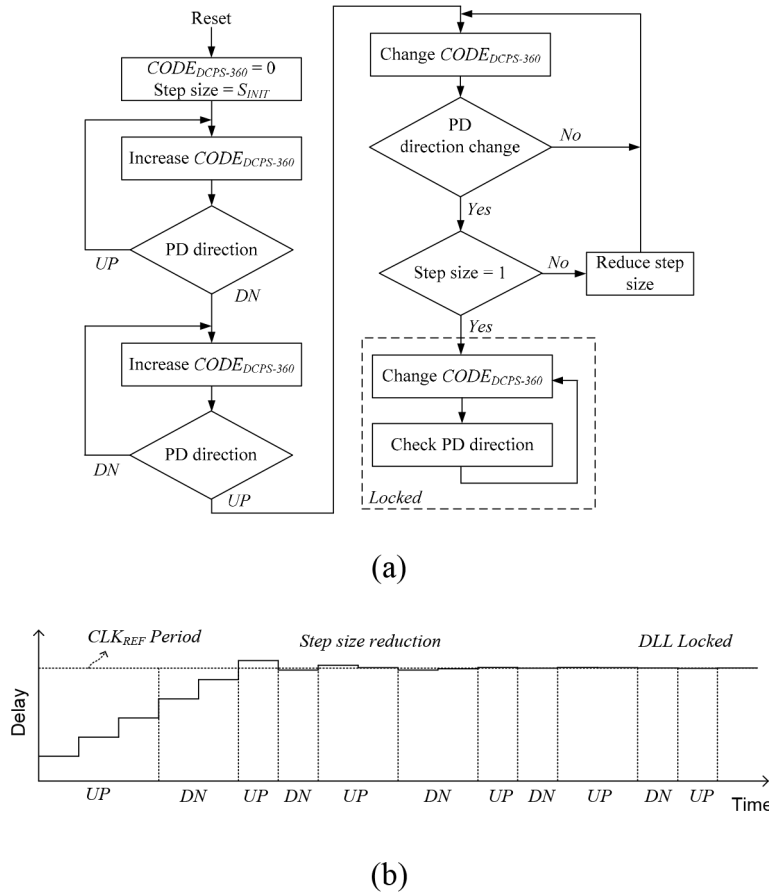 Reset
CODE_DCPS-360 = 0
Step size = S_INIT
Increase CODE_DCPS-360
PD direction
UP
DN
Increase CODE_DCPS-360
PD direction
DN
UP
Change CODE_DCPS-360
PD
direction change
No
Yes
Step size = 1
No
Reduce step
size
Yes
Change CODE_DCPS-360
Check PD direction
Locked
(a)
CLK_REF Period
Step size reduction
DLL Locked
Delay
UP DN UP DN UP DN UP DN UP DN UP
Time
(b)